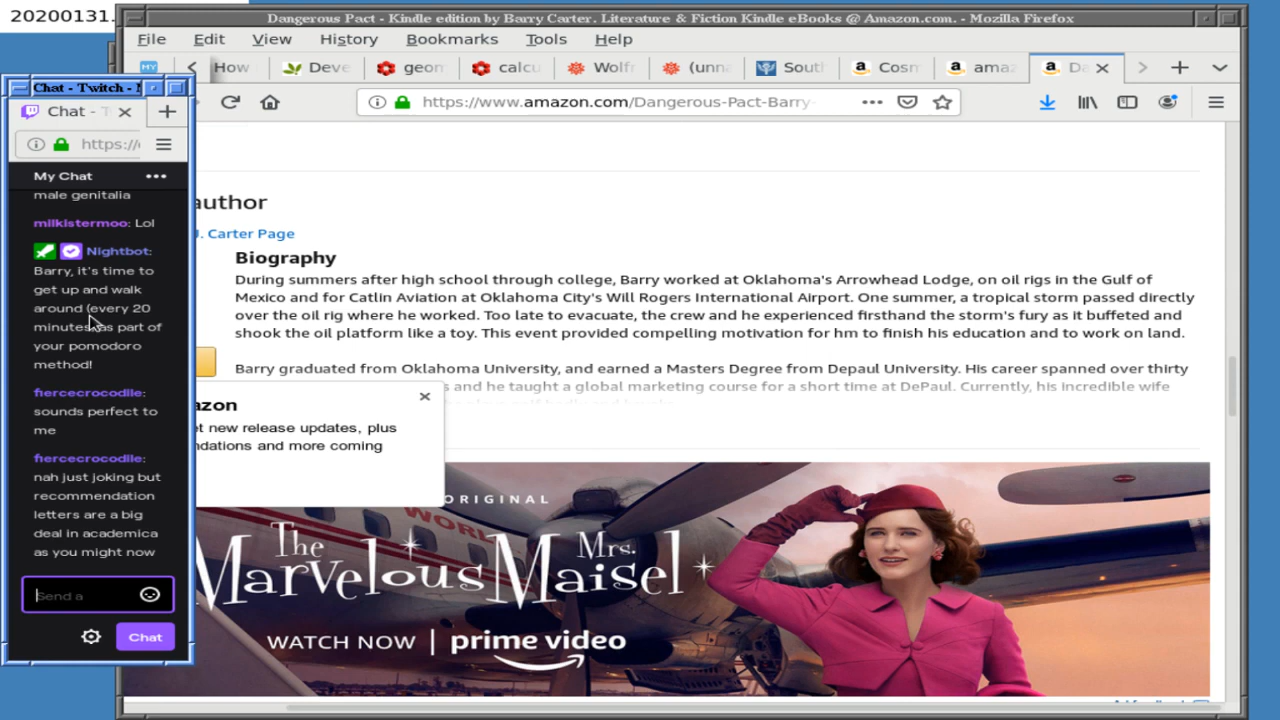 20200131.
Dangerous Pact - Kindle edition by Barry Carter. Literature & Fiction Kindle eBooks @ Amazon.com. - Mozilla Firefox
File Edit View History Bookmarks Tools Help
MY How Deve geom calcu Wolfr (unna South Cosm amaz Da
https://www.amazon.com/Dangerous-Pact-Barry-
Chat - Twitch - M
Chat - T
https://
My Chat
male genitalia
milkistermoo: Lol
Nightbot:
Barry, it's time to
get up and walk
around (every 20
minutes) as part of
your pomodoro
method!
fiercecrocodile:
sounds perfect to
me
fiercecrocodile:
nah just joking but
recommendation
letters are a big
deal in academica
as you might now
Send a
Chat
author
J. Carter Page
Biography
During summers after high school through college, Barry worked at Oklahoma's Arrowhead Lodge, on oil rigs in the Gulf of
Mexico and for Catlin Aviation at Oklahoma City's Will Rogers International Airport. One summer, a tropical storm passed directly
over the oil rig where he worked. Too late to evacuate, the crew and he experienced firsthand the storm's fury as it buffeted and
shook the oil platform like a toy. This event provided compelling motivation for hm to finish his education and to work on land.
Barry graduated from Oklahoma University, and earned a Masters Degree from Depaul University. His career spanned over thirty
s and he taught a global marketing course for a short time at DePaul. Currently, his incredible wife
azon
et new release updates, plus
ndations and more coming
ORIGINAL
WORL
The Marvelous Mrs. Maisel
WATCH NOW | prime video